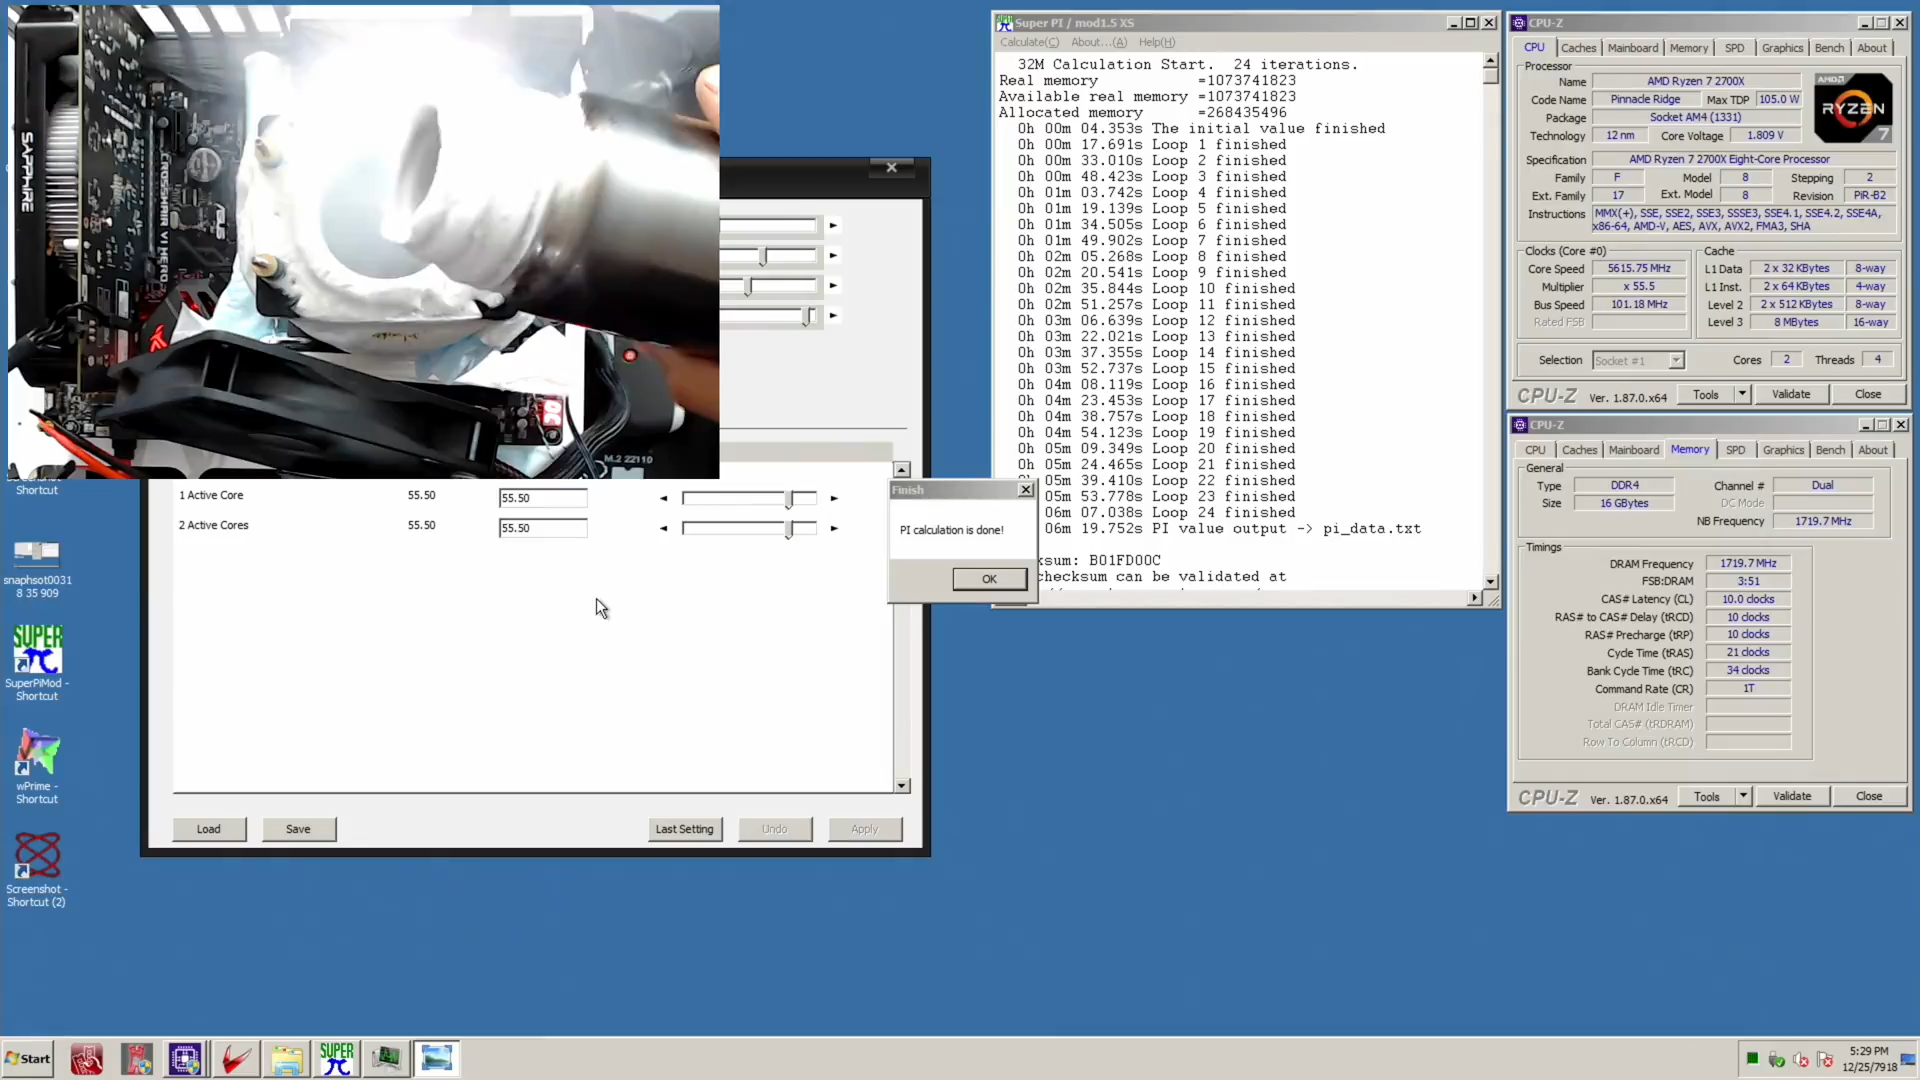 SAPPHIRE
CROSSHAIR VI HERO
M.2 22110
Shortcut
snaphsot0031
8 35 909
SUPER
SuperPiMod -
Shortcut
wPrime -
Shortcut
Screenshot -
Shortcut (2)
1 Active Core
55.50
55.50
2 Active Cores
55.50
55.50
Load
Save
Last Setting
Undo
Apply
Super PI / mod1.5 XS
Calculate(C) About...(A) Help(H)
32M Calculation Start. 24 iterations.
Real memory =1073741823
Available real memory =1073741823
Allocated memory =268435496
0h 00m 04.353s The initial value finished
0h 00m 17.691s Loop 1 finished
0h 00m 33.010s Loop 2 finished
0h 00m 48.423s Loop 3 finished
0h 01m 03.742s Loop 4 finished
0h 01m 19.139s Loop 5 finished
0h 01m 34.505s Loop 6 finished
0h 01m 49.902s Loop 7 finished
0h 02m 05.268s Loop 8 finished
0h 02m 20.541s Loop 9 finished
0h 02m 35.844s Loop 10 finished
0h 02m 51.257s Loop 11 finished
0h 03m 06.639s Loop 12 finished
0h 03m 22.021s Loop 13 finished
0h 03m 37.355s Loop 14 finished
0h 03m 52.737s Loop 15 finished
0h 04m 08.119s Loop 16 finished
0h 04m 23.453s Loop 17 finished
0h 04m 38.757s Loop 18 finished
0h 04m 54.123s Loop 19 finished
0h 05m 09.349s Loop 20 finished
0h 05m 24.465s Loop 21 finished
05m 39.410s Loop 22 finished
05m 53.778s Loop 23 finished
06m 07.038s Loop 24 finished
06m 19.752s PI value output -> pi_data.txt
ksum: B01FD00C
checksum can be validated at
Finish
PI calculation is done!
OK
CPU-Z
CPU Caches Mainboard Memory SPD Graphics Bench About
Processor
Name AMD Ryzen 7 2700X
Code Name Pinnacle Ridge Max TDP 105.0 W
Package Socket AM4 (1331)
Technology 12 nm Core Voltage 1.809 V
AMD
RYZEN
7
Specification AMD Ryzen 7 2700X Eight-Core Processor
Family F Model 8 Stepping 2
Ext. Family 17 Ext. Model 8 Revision PiR-B2
Instructions MMX(+), SSE, SSE2, SSE3, SSSE3, SSE4.1, SSE4.2, SSE4A,
x86-64, AMD-V, AES, AVX, AVX2, FMA3, SHA
Clocks (Core #0)
Core Speed 5615.75 MHz
Multiplier x 55.5
Bus Speed 101.18 MHz
Rated FSB
Cache
L1 Data 2 x 32 KBytes 8-way
L1 Inst. 2 x 64 KBytes 4-way
Level 2 2 x 512 KBytes 8-way
Level 3 8 MBytes 16-way
Selection Socket #1 Cores 2 Threads 4
CPU-Z Ver. 1.87.0.x64 Tools Validate Close
CPU-Z
CPU Caches Mainboard Memory SPD Graphics Bench About
General
Type DDR4 Channel # Dual
Size 16 GBytes DC Mode
NB Frequency 1719.7 MHz
Timings
DRAM Frequency 1719.7 MHz
FSB:DRAM 3:51
CAS# Latency (CL) 10.0 clocks
RAS# to CAS# Delay (tRCD) 10 clocks
RAS# Precharge (tRP) 10 clocks
Cycle Time (tRAS) 21 clocks
Bank Cycle Time (tRC) 34 clocks
Command Rate (CR) 1T
DRAM Idle Timer
Total CAS# (tRDRAM)
Row To Column (tRCD)
CPU-Z Ver. 1.87.0.x64 Tools Validate Close
Start
SUPER
5:29 PM
12/25/7918